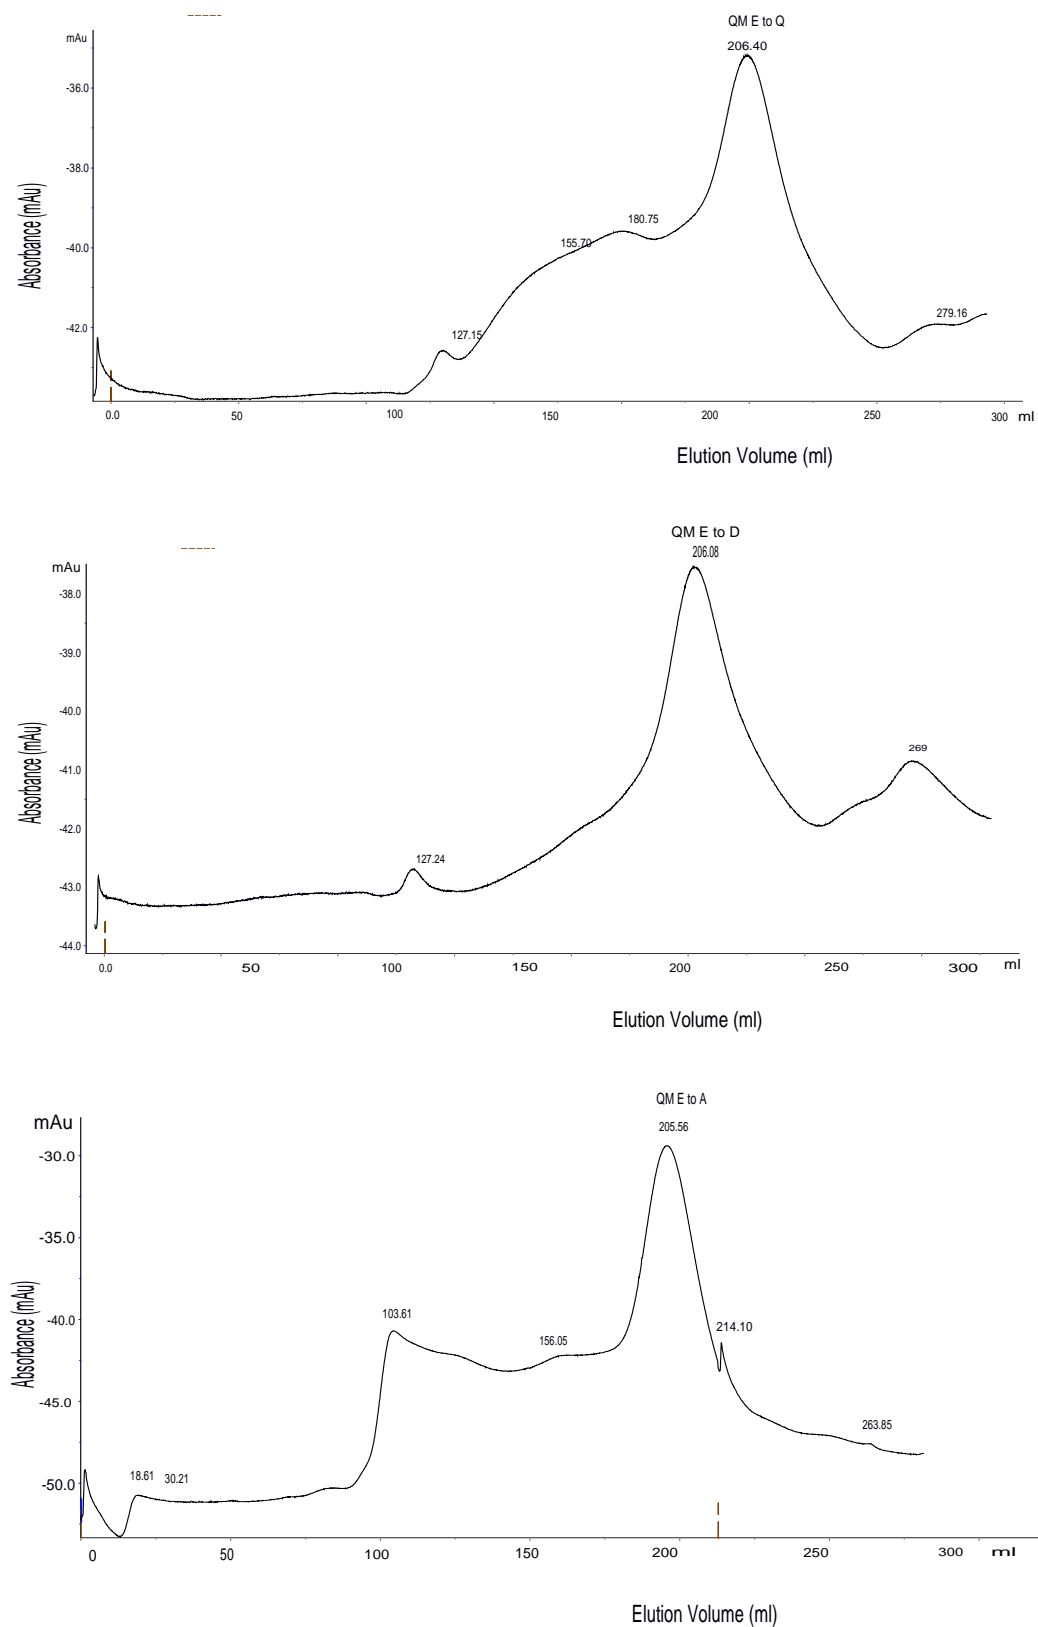 QM E to Q
206.40
mAu
-36.0
-38.0
-40.0
-42.0
Absorbance (mAu)
180.75
155.70
127.15
279.16
0.0 50 100 150 200 250 300 ml
Elution Volume (ml)
QM E to D
206.08
mAu
-38.0
-39.0
-40.0
-41.0
-42.0
-43.0
-44.0
Absorbance (mAu)
269
127.24
0.0 50 100 150 200 250 300 ml
Elution Volume (ml)
QM E to A
205.56
mAu
-30.0
-35.0
-40.0
-45.0
-50.0
Absorbance (mAu)
103.61
156.05
214.10
263.85
18.61 30.21
0 50 100 150 200 250 300 ml
Elution Volume (ml)